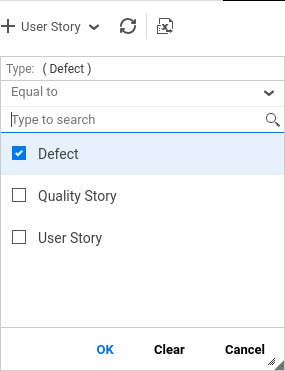 User Story
Type: ( Defect )
Equal to
Type to search
Defect
Quality Story
User Story
OK Clear Cancel